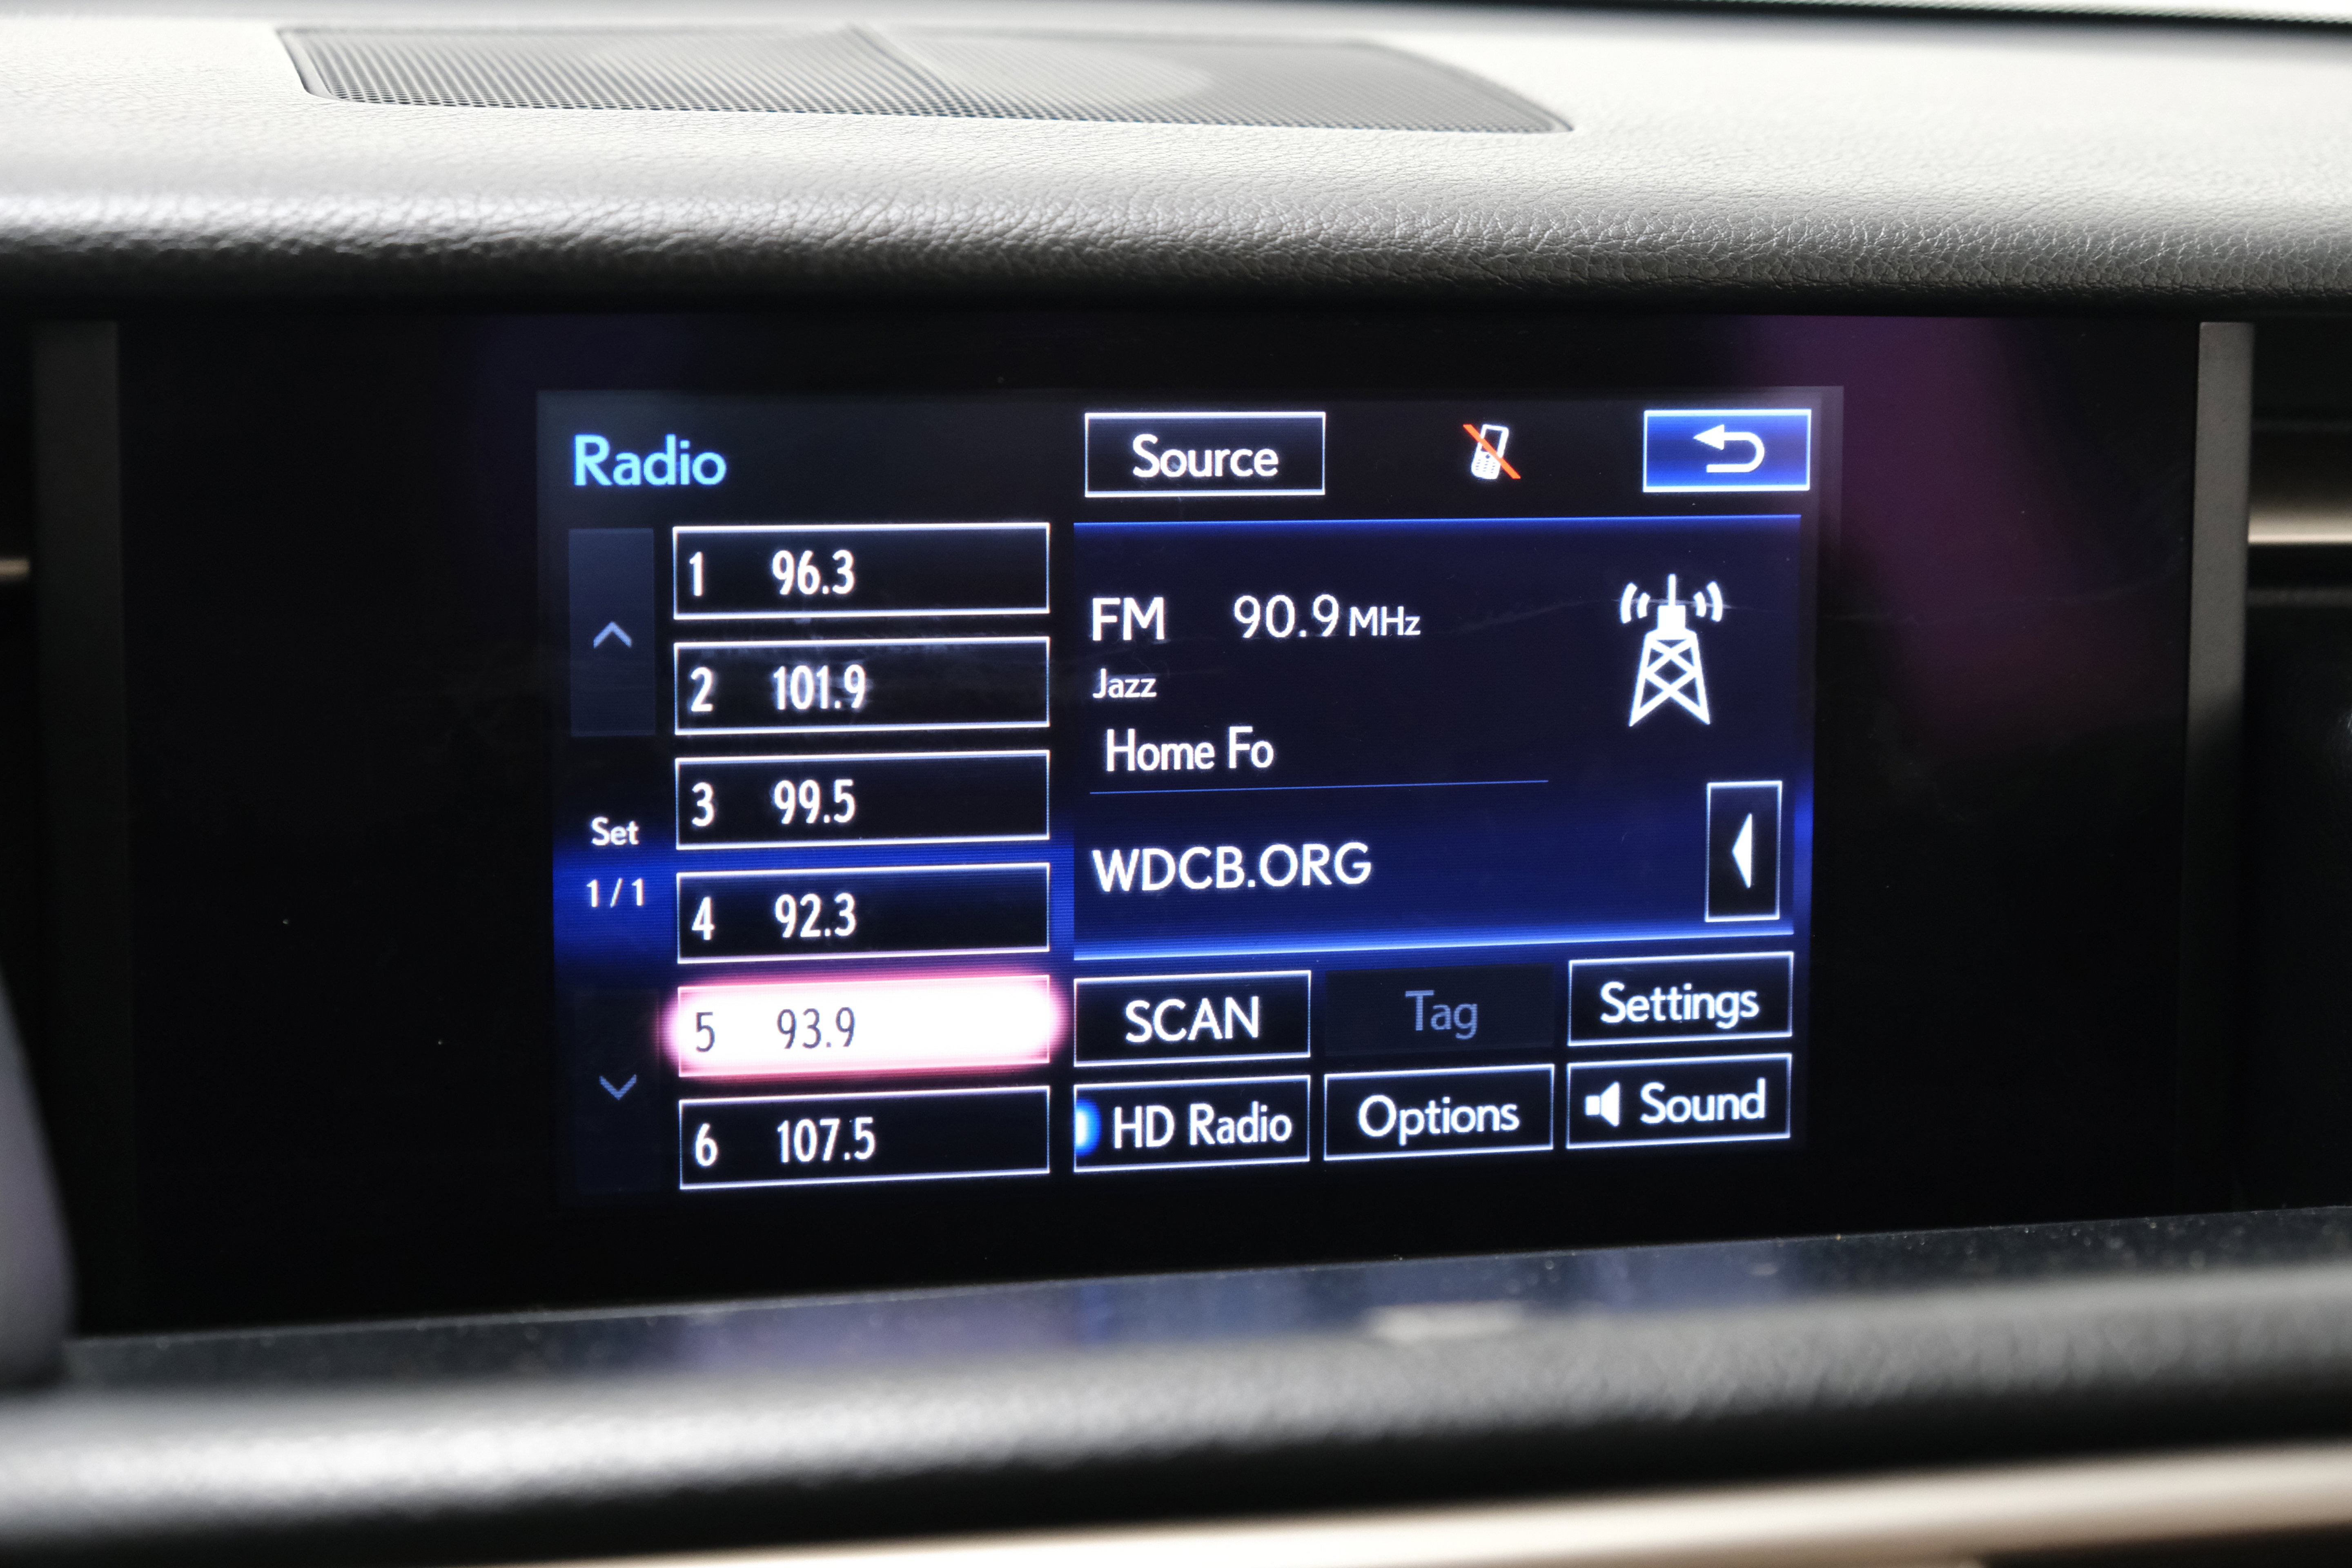 Radio
Source
1 96.3
2 101.9
3 99.5
4 92.3
5 93.9
6 107.5
Set
1/1
FM 90.9 MHz
Jazz
Home Fo
WDCB.ORG
SCAN Tag Settings
HD Radio Options Sound